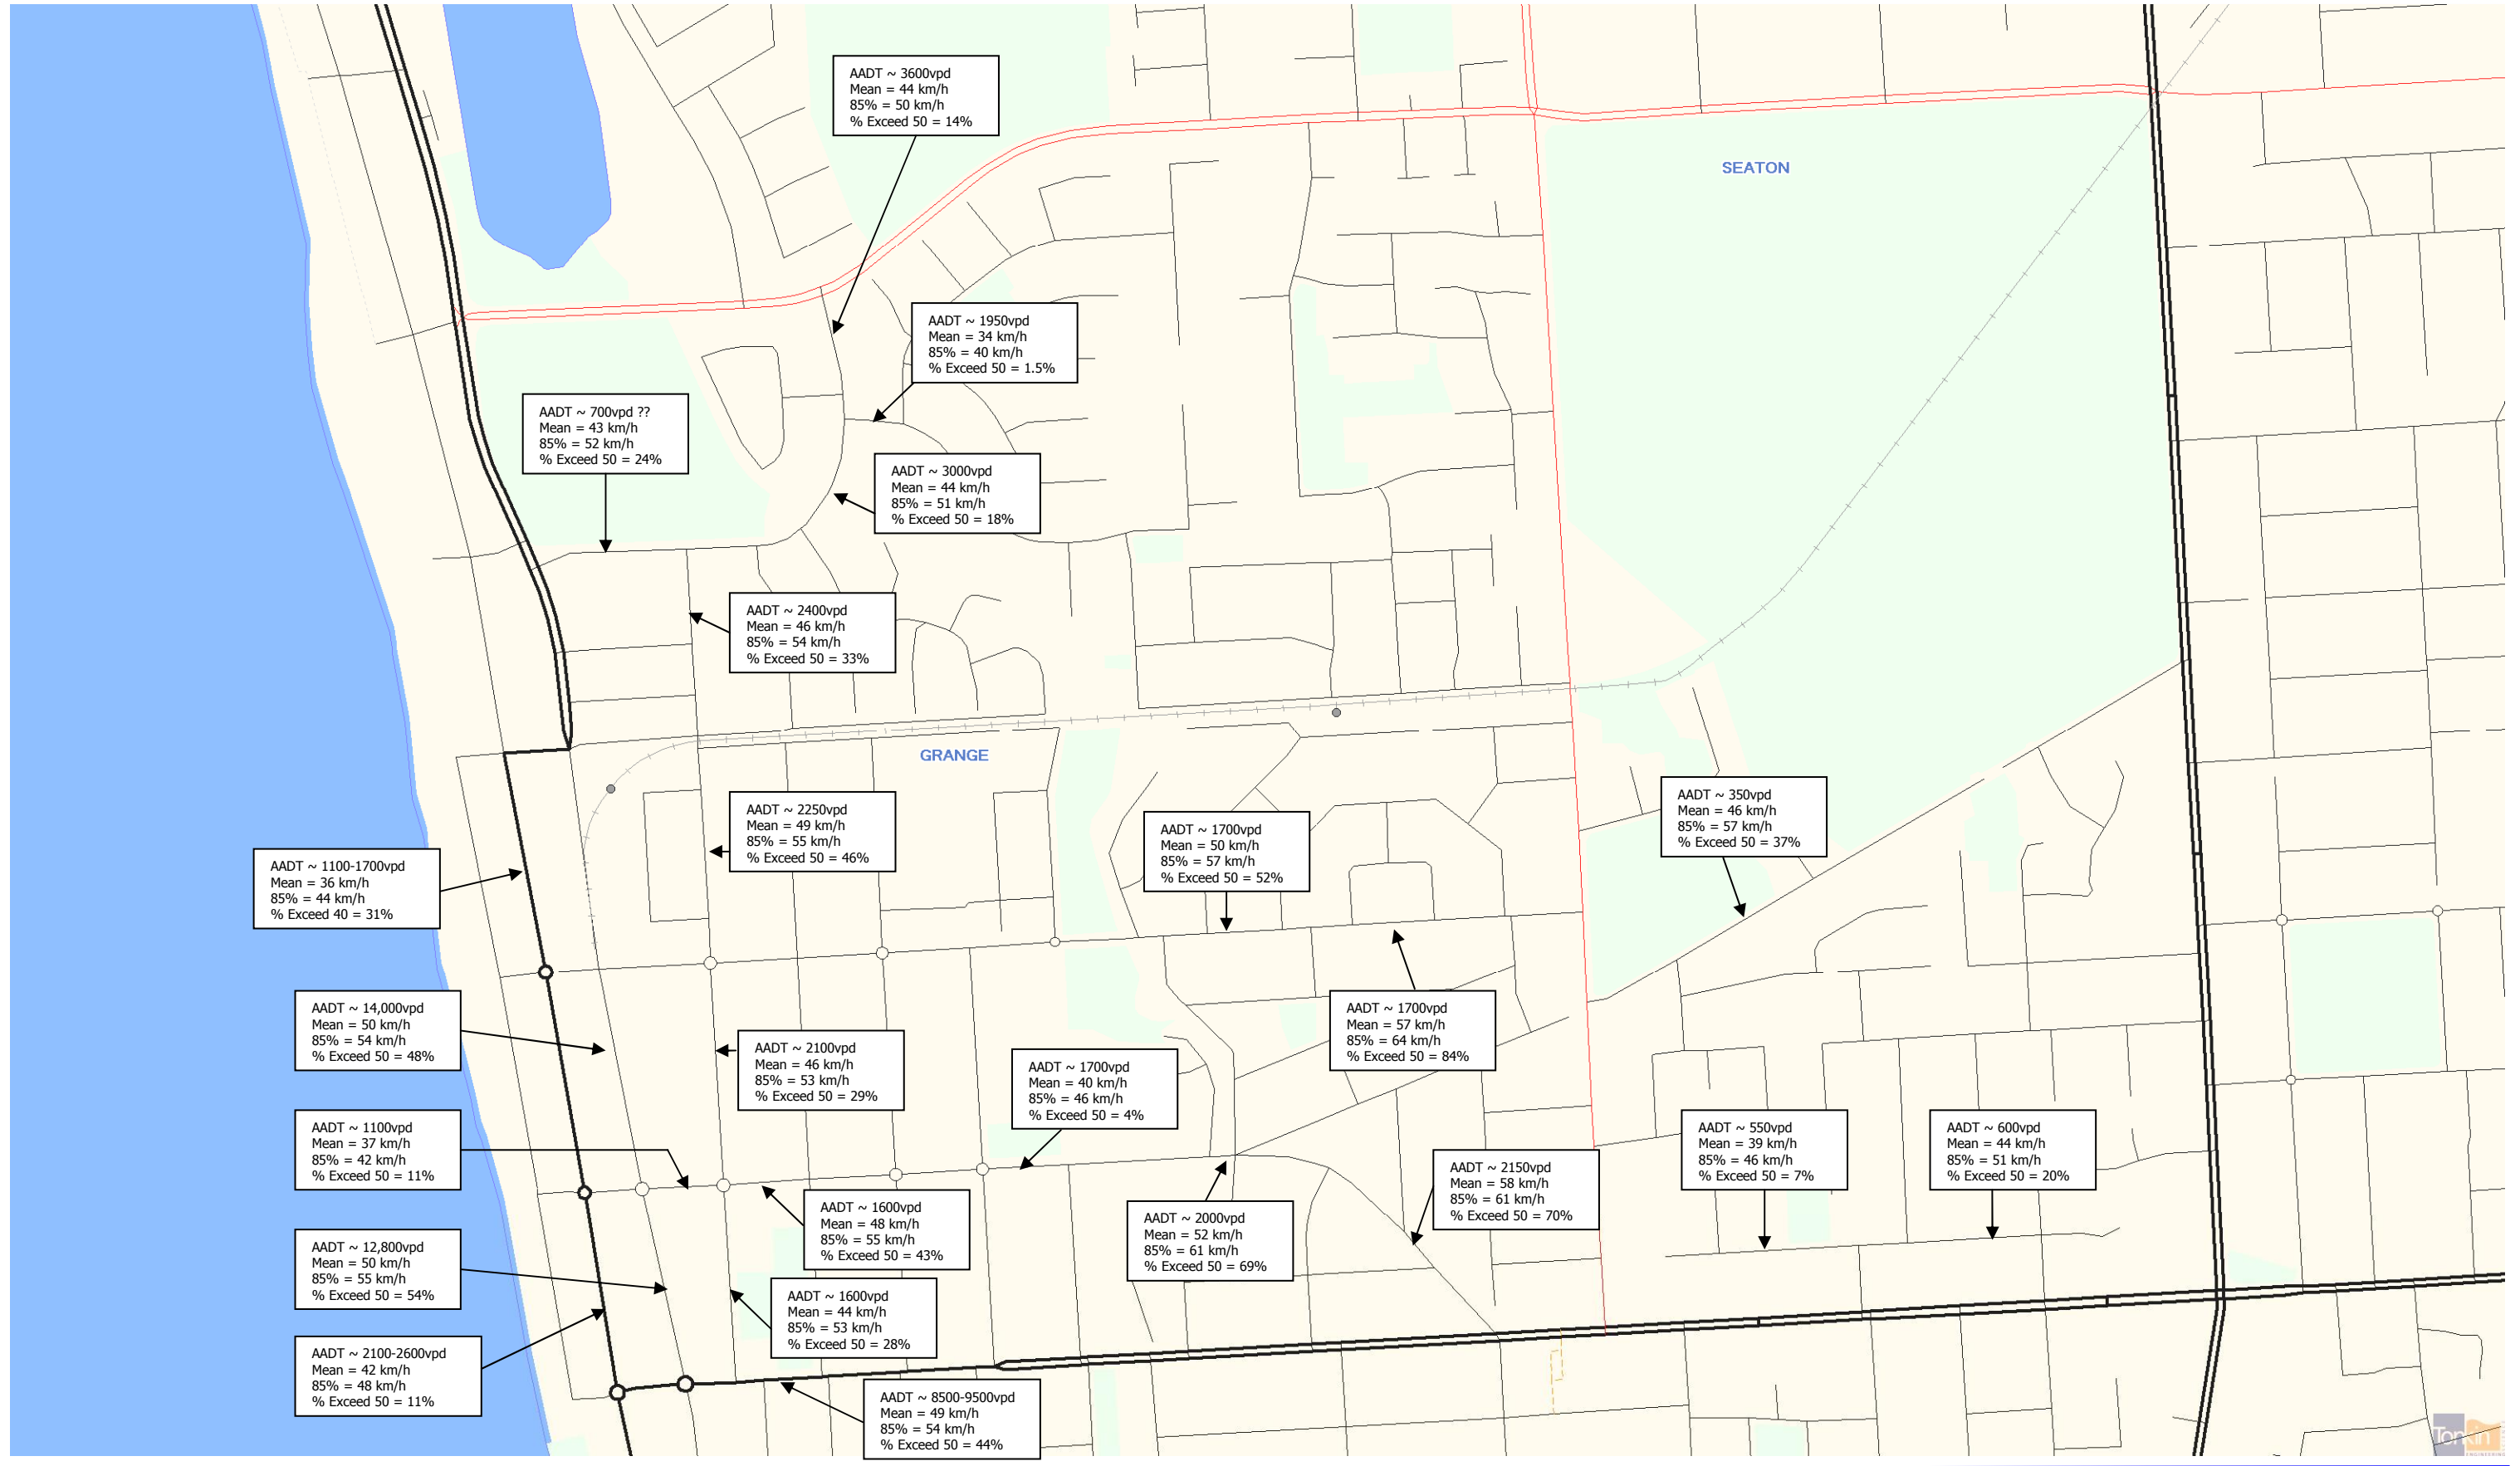 AADT ~ 3600vpd
Mean = 44 km/h
85% = 50 km/h
% Exceed 50 = 14%
SEATON
AADT ~ 1950vpd
Mean = 34 km/h
85% = 40 km/h
% Exceed 50 = 1.5%
AADT ~ 700vpd ??
Mean = 43 km/h
85% = 52 km/h
% Exceed 50 = 24%
AADT ~ 3000vpd
Mean = 44 km/h
85% = 51 km/h
% Exceed 50 = 18%
AADT ~ 2400vpd
Mean = 46 km/h
85% = 54 km/h
% Exceed 50 = 33%
GRANGE
AADT ~ 2250vpd
Mean = 49 km/h
85% = 55 km/h
% Exceed 50 = 46%
AADT ~ 350vpd
Mean = 46 km/h
85% = 57 km/h
% Exceed 50 = 37%
AADT ~ 1700vpd
Mean = 50 km/h
85% = 57 km/h
% Exceed 50 = 52%
AADT ~ 1100-1700vpd
Mean = 36 km/h
85% = 44 km/h
% Exceed 40 = 31%
AADT ~ 14,000vpd
Mean = 50 km/h
85% = 54 km/h
% Exceed 50 = 48%
AADT ~ 1700vpd
Mean = 57 km/h
85% = 64 km/h
% Exceed 50 = 84%
AADT ~ 2100vpd
Mean = 46 km/h
85% = 53 km/h
% Exceed 50 = 29%
AADT ~ 1700vpd
Mean = 40 km/h
85% = 46 km/h
% Exceed 50 = 4%
AADT ~ 1100vpd
Mean = 37 km/h
85% = 42 km/h
% Exceed 50 = 11%
AADT ~ 550vpd
Mean = 39 km/h
85% = 46 km/h
% Exceed 50 = 7%
AADT ~ 600vpd
Mean = 44 km/h
85% = 51 km/h
% Exceed 50 = 20%
AADT ~ 2150vpd
Mean = 58 km/h
85% = 61 km/h
% Exceed 50 = 70%
AADT ~ 1600vpd
Mean = 48 km/h
85% = 55 km/h
% Exceed 50 = 43%
AADT ~ 2000vpd
Mean = 52 km/h
85% = 61 km/h
% Exceed 50 = 69%
AADT ~ 12,800vpd
Mean = 50 km/h
85% = 55 km/h
% Exceed 50 = 54%
AADT ~ 1600vpd
Mean = 44 km/h
85% = 53 km/h
% Exceed 50 = 28%
AADT ~ 2100-2600vpd
Mean = 42 km/h
85% = 48 km/h
% Exceed 50 = 11%
AADT ~ 8500-9500vpd
Mean = 49 km/h
85% = 54 km/h
% Exceed 50 = 44%
Tonkin